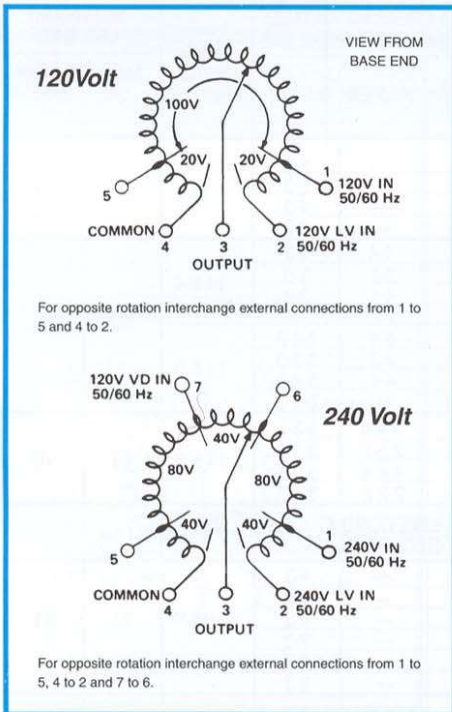 VIEW FROM
BASE END
120Volt
100V
20V
20V
5
1
120V IN
50/60 Hz
COMMON
4
3
2
120V LV IN
50/60 Hz
OUTPUT
For opposite rotation interchange external connections from 1 to
5 and 4 to 2.
120V VD IN
50/60 Hz
7
6
240 Volt
40V
80V
80V
40V
40V
5
1
240V IN
50/60 Hz
COMMON
4
3
2
240V LV IN
50/60 Hz
OUTPUT
For opposite rotation interchange external connections from 1 to
5, 4 to 2 and 7 to 6.